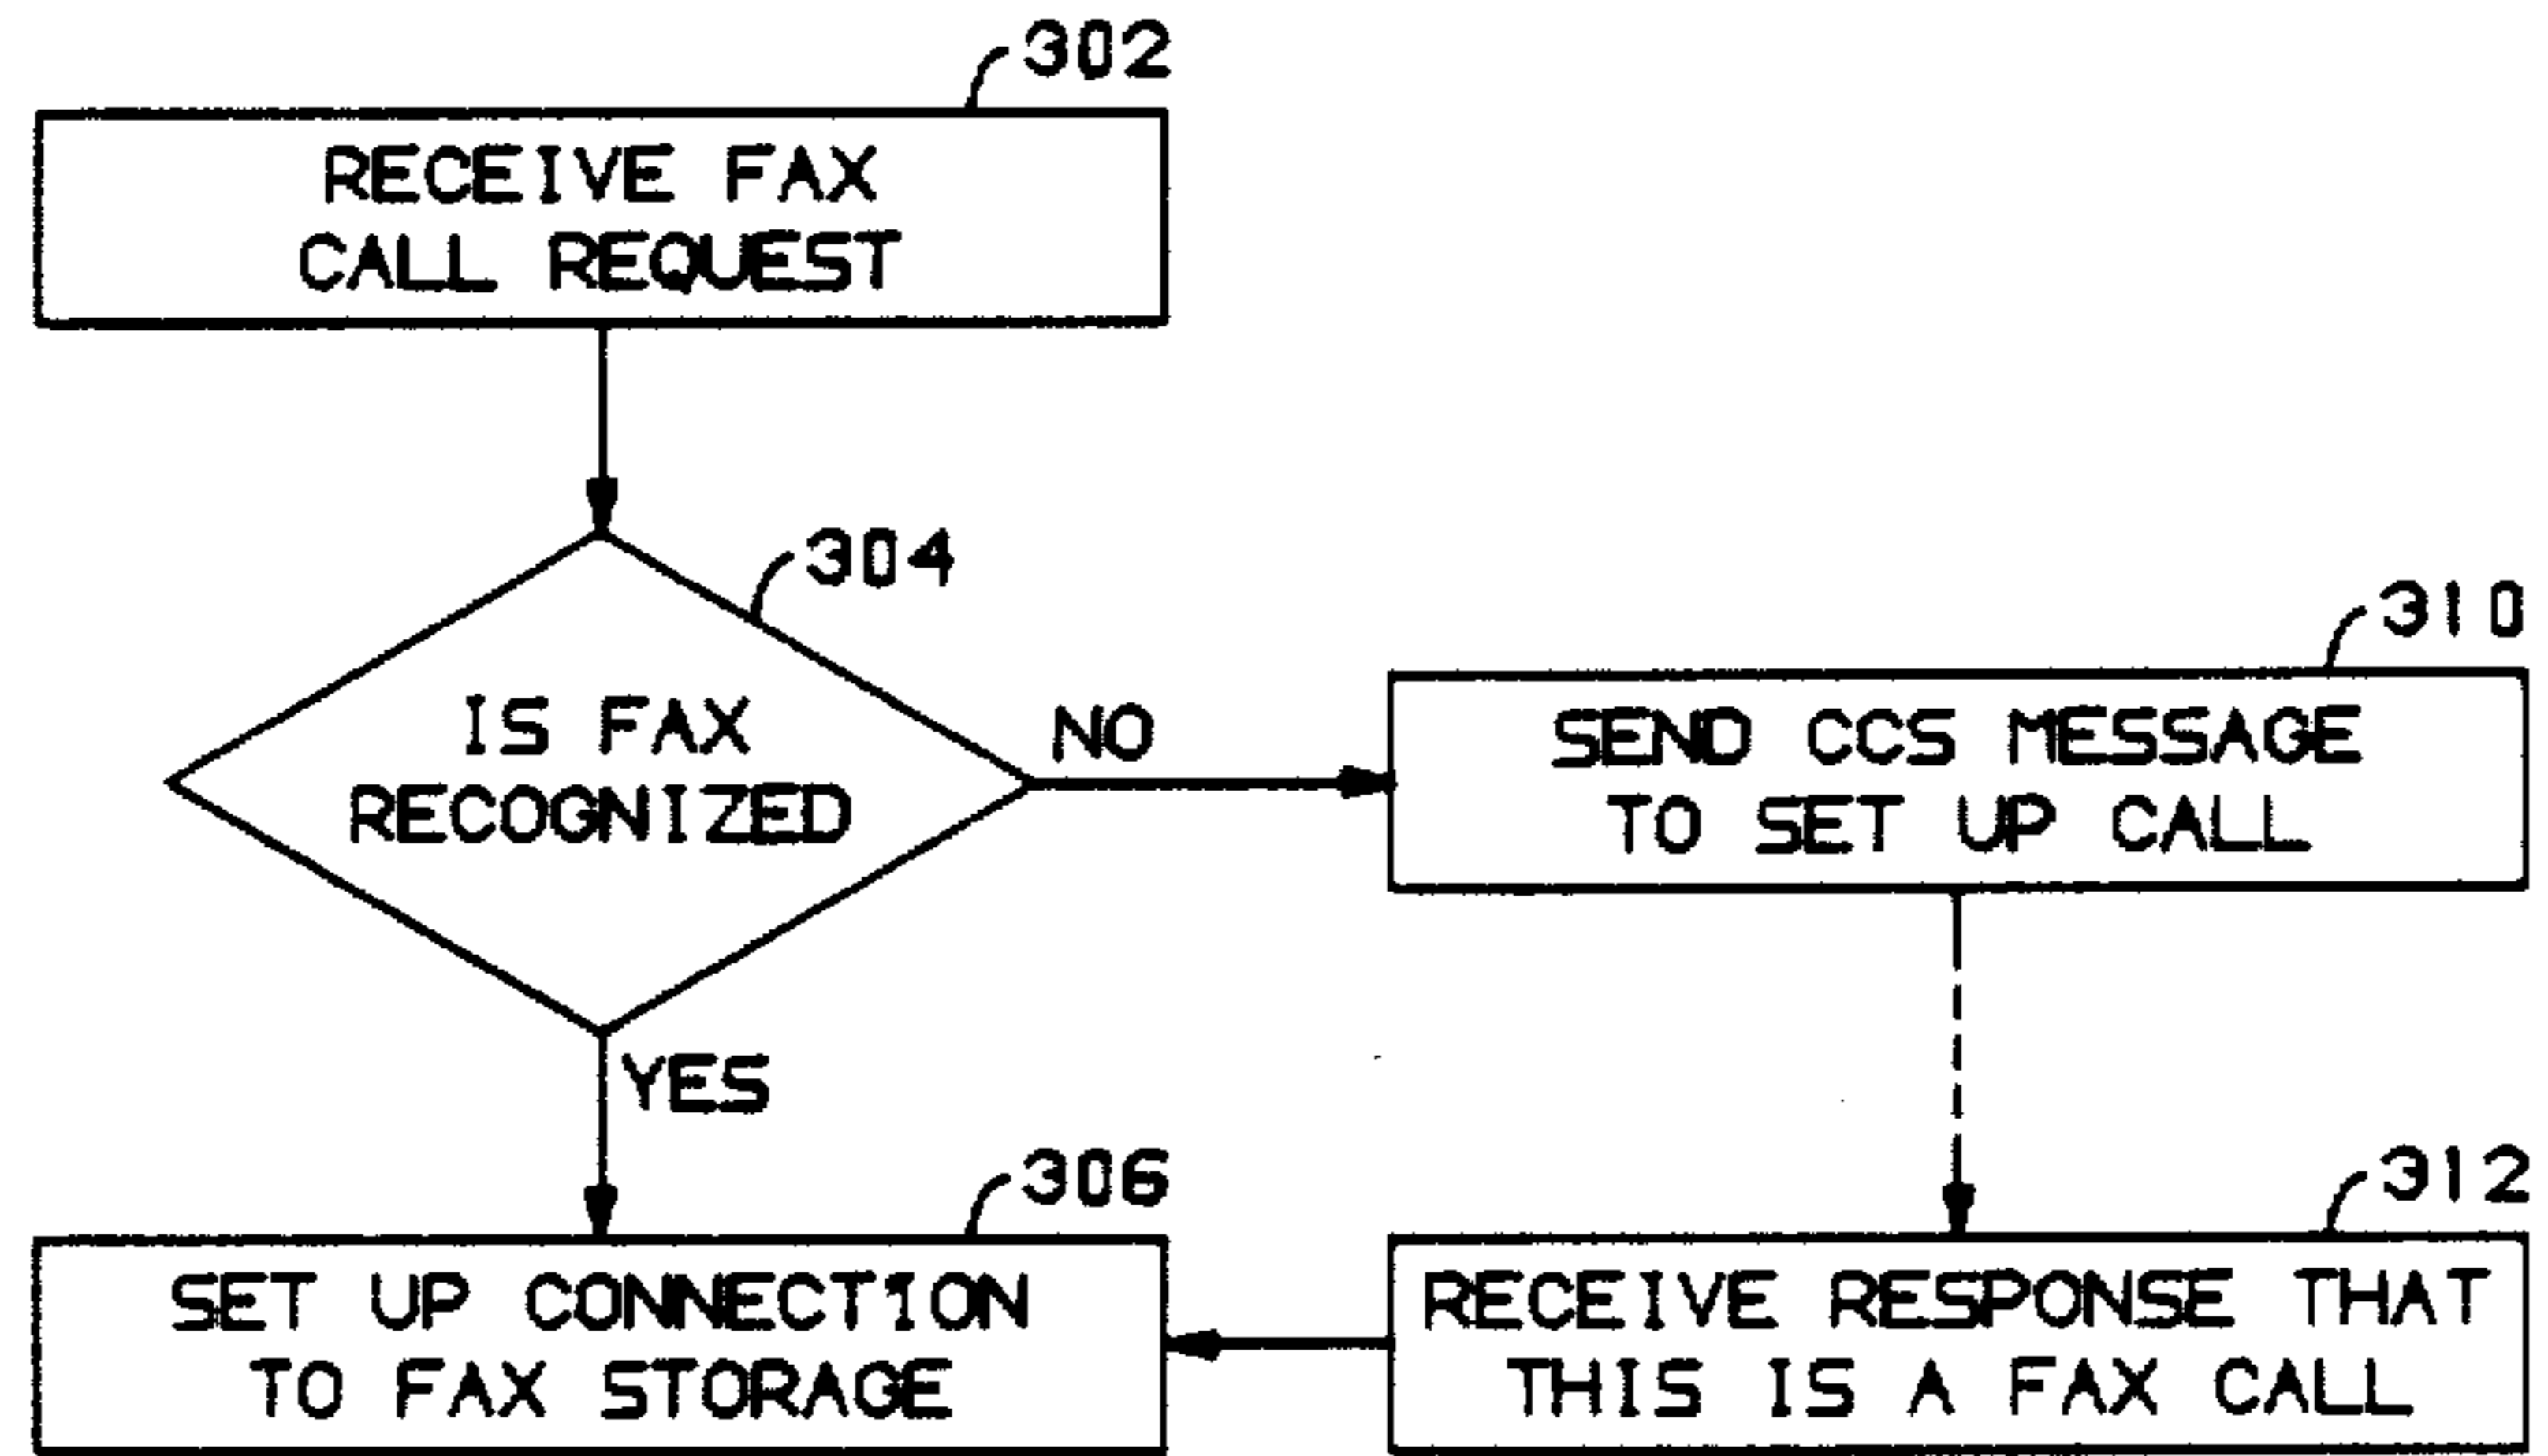 302
RECEIVE FAX
CALL REQUEST
304
IS FAX
RECOGNIZED
NO
YES
310
SEND CCS MESSAGE
TO SET UP CALL
306
SET UP CONNECTION
TO FAX STORAGE
312
RECEIVE RESPONSE THAT
THIS IS A FAX CALL